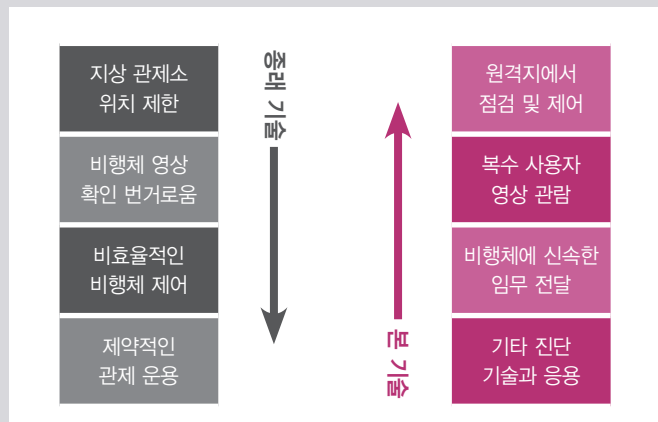 지상 관제소
위치 제한
비행체 영상
확인 번거로움
비효율적인
비행체 제어
제약적인
관제 운용
종래 기술
본 기술
원격지에서
점검 및 제어
복수 사용자
영상 관람
비행체에 신속한
임무 전달
기타 진단
기술과 응용